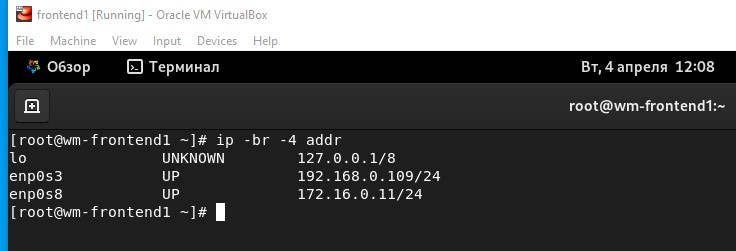 frontend1 [Running] - Oracle VM VirtualBox
File Machine View Input Devices Help
Обзор Терминал Вт, 4 апреля 12:08
root@wm-frontend1:~
[root@wm-frontend1 ~]# ip -br -4 addr
lo UNKNOWN 127.0.0.1/8
enp0s3 UP 192.168.0.109/24
enp0s8 UP 172.16.0.11/24
[root@wm-frontend1 ~]#